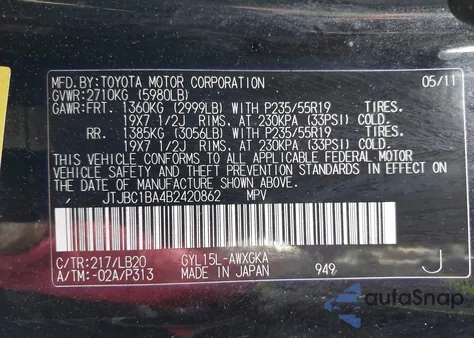 MFD.BY:TOYOTA MOTOR CORPORATION 05/11
GVWR:2710KG (5980LB)
GAWR:FRT. 1360KG (2999LB) WITH P235/55R19 TIRES.
19X7 1/2J RIMS. AT 230KPA (33PSI) COLD.
RR. 1385KG (3056LB) WITH P235/55R19 TIRES.
19X7 1/2J RIMS. AT 230KPA (33PSI) COLD.
THIS VEHICLE CONFORMS TO ALL APPLICABLE FEDERAL MOTOR
VEHICLE SAFETY AND THEFT PREVENTION STANDARDS IN EFFECT
ON THE DATE OF MANUFACTURE SHOWN ABOVE.
JTJBC1BA4B2420862 MPV
C/TR:217/LB20 GYL15L-AWXGKA
A/TM:-02A/P313 MADE IN JAPAN 949 J
autoSnap